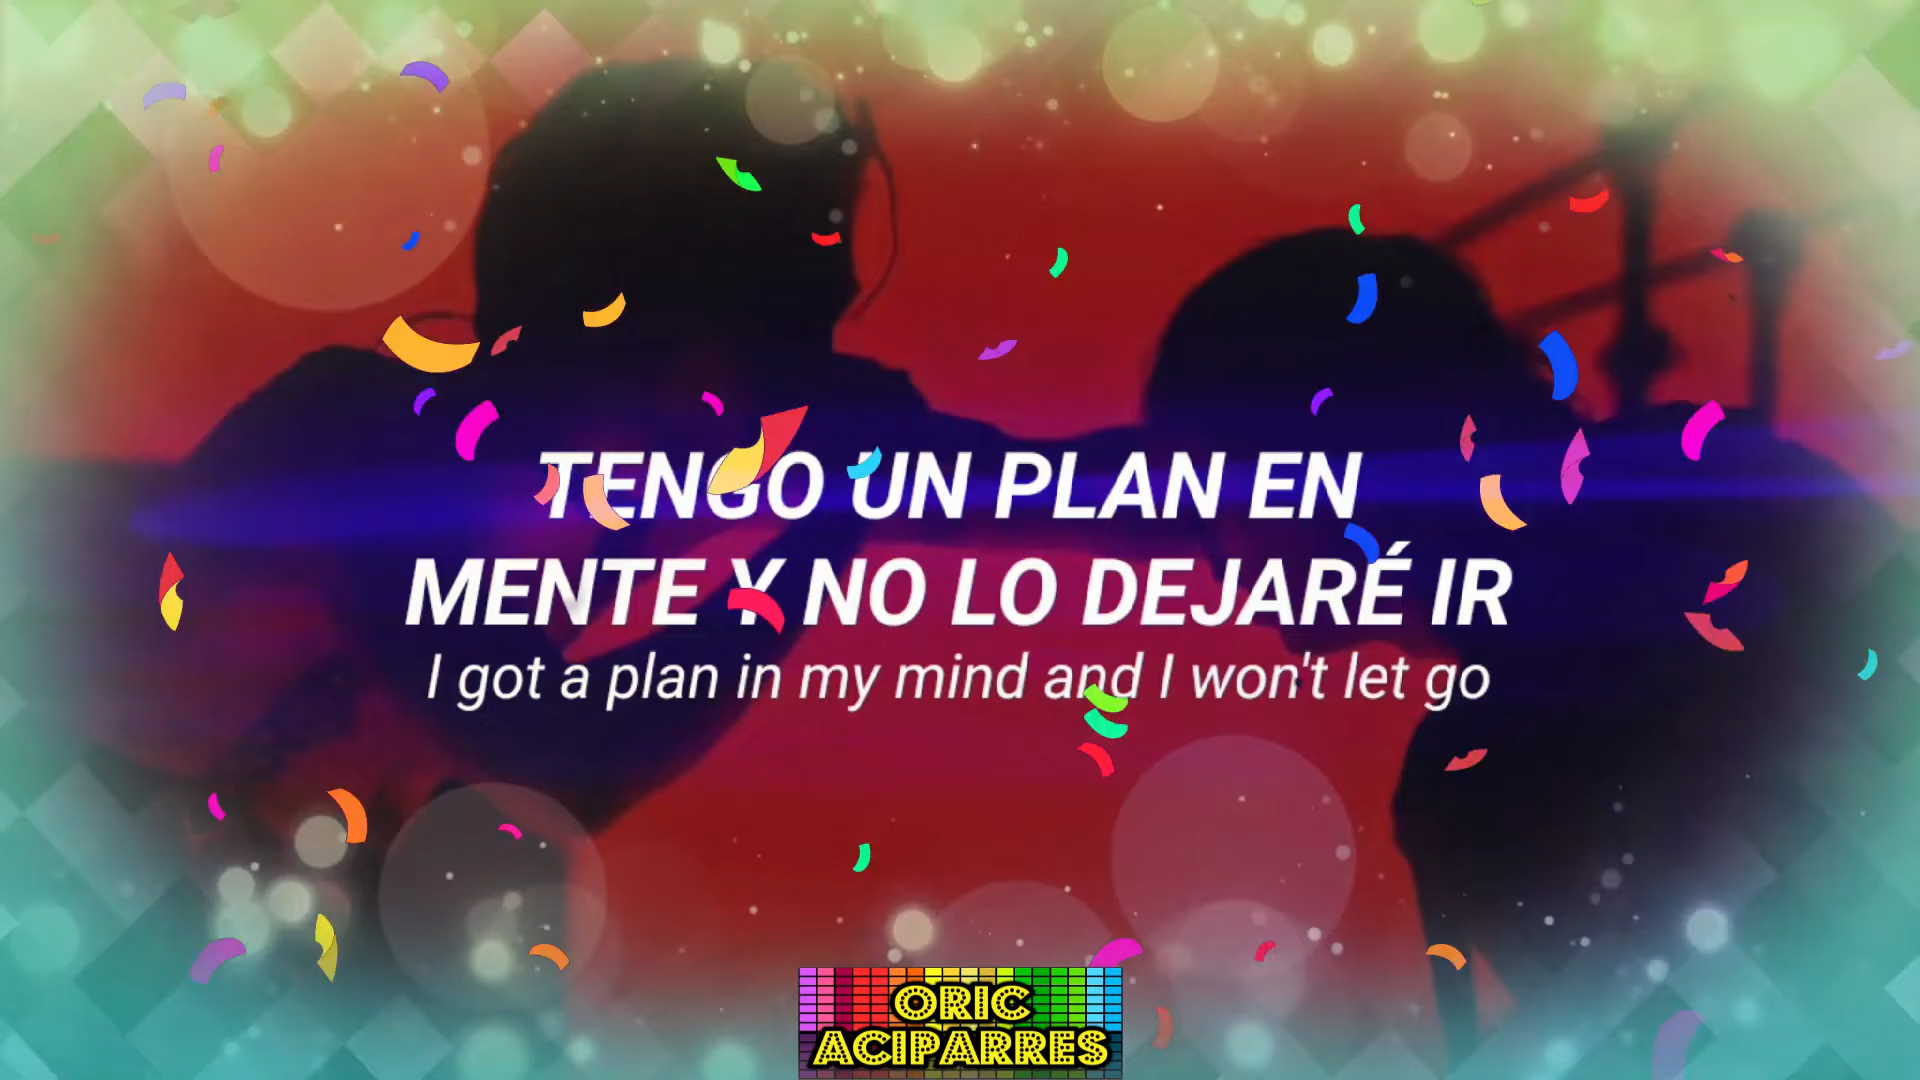 TENGO UN PLAN EN
MENTE Y NO LO DEJARÉ IR
I got a plan in my mind and I won't let go
ORIC
ACIPARRES